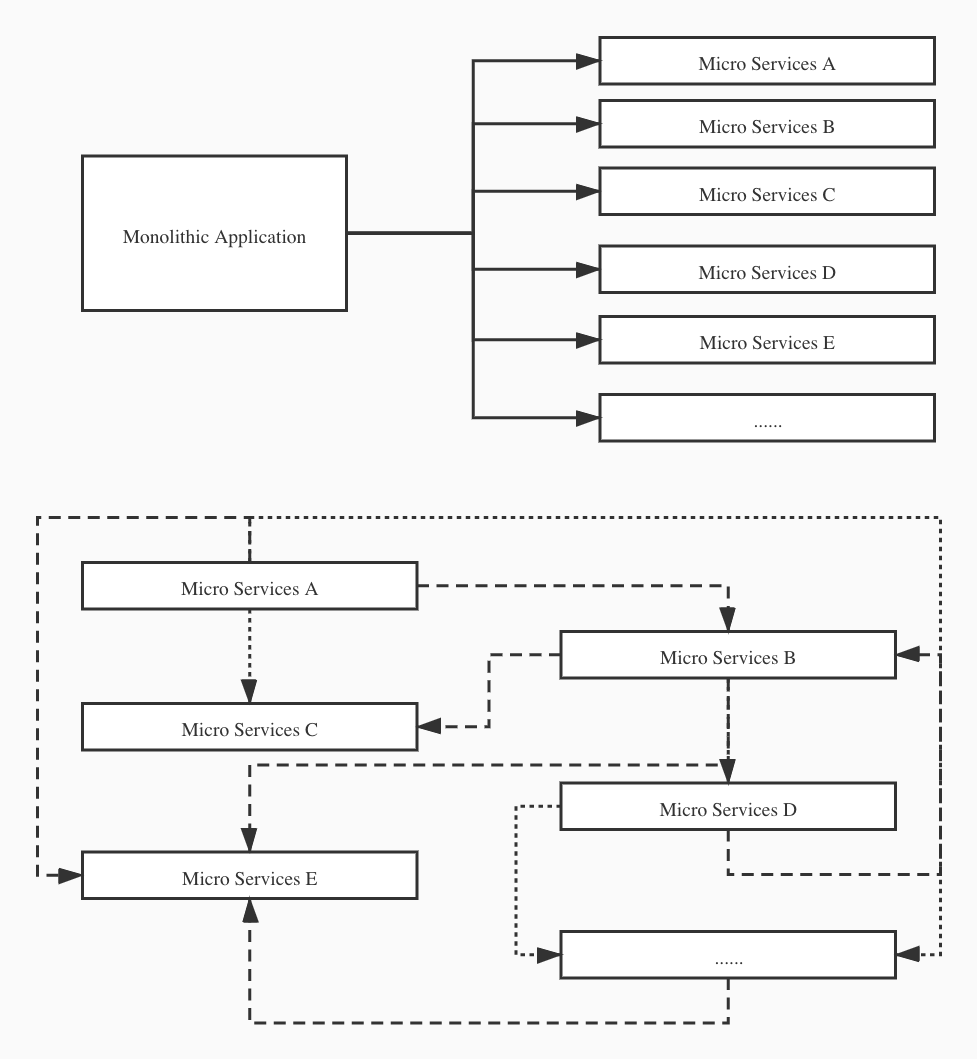 Micro Services A
Micro Services B
Micro Services C
Monolithic Application
Micro Services D
Micro Services E
......
Micro Services A
Micro Services B
Micro Services C
Micro Services D
Micro Services E
......